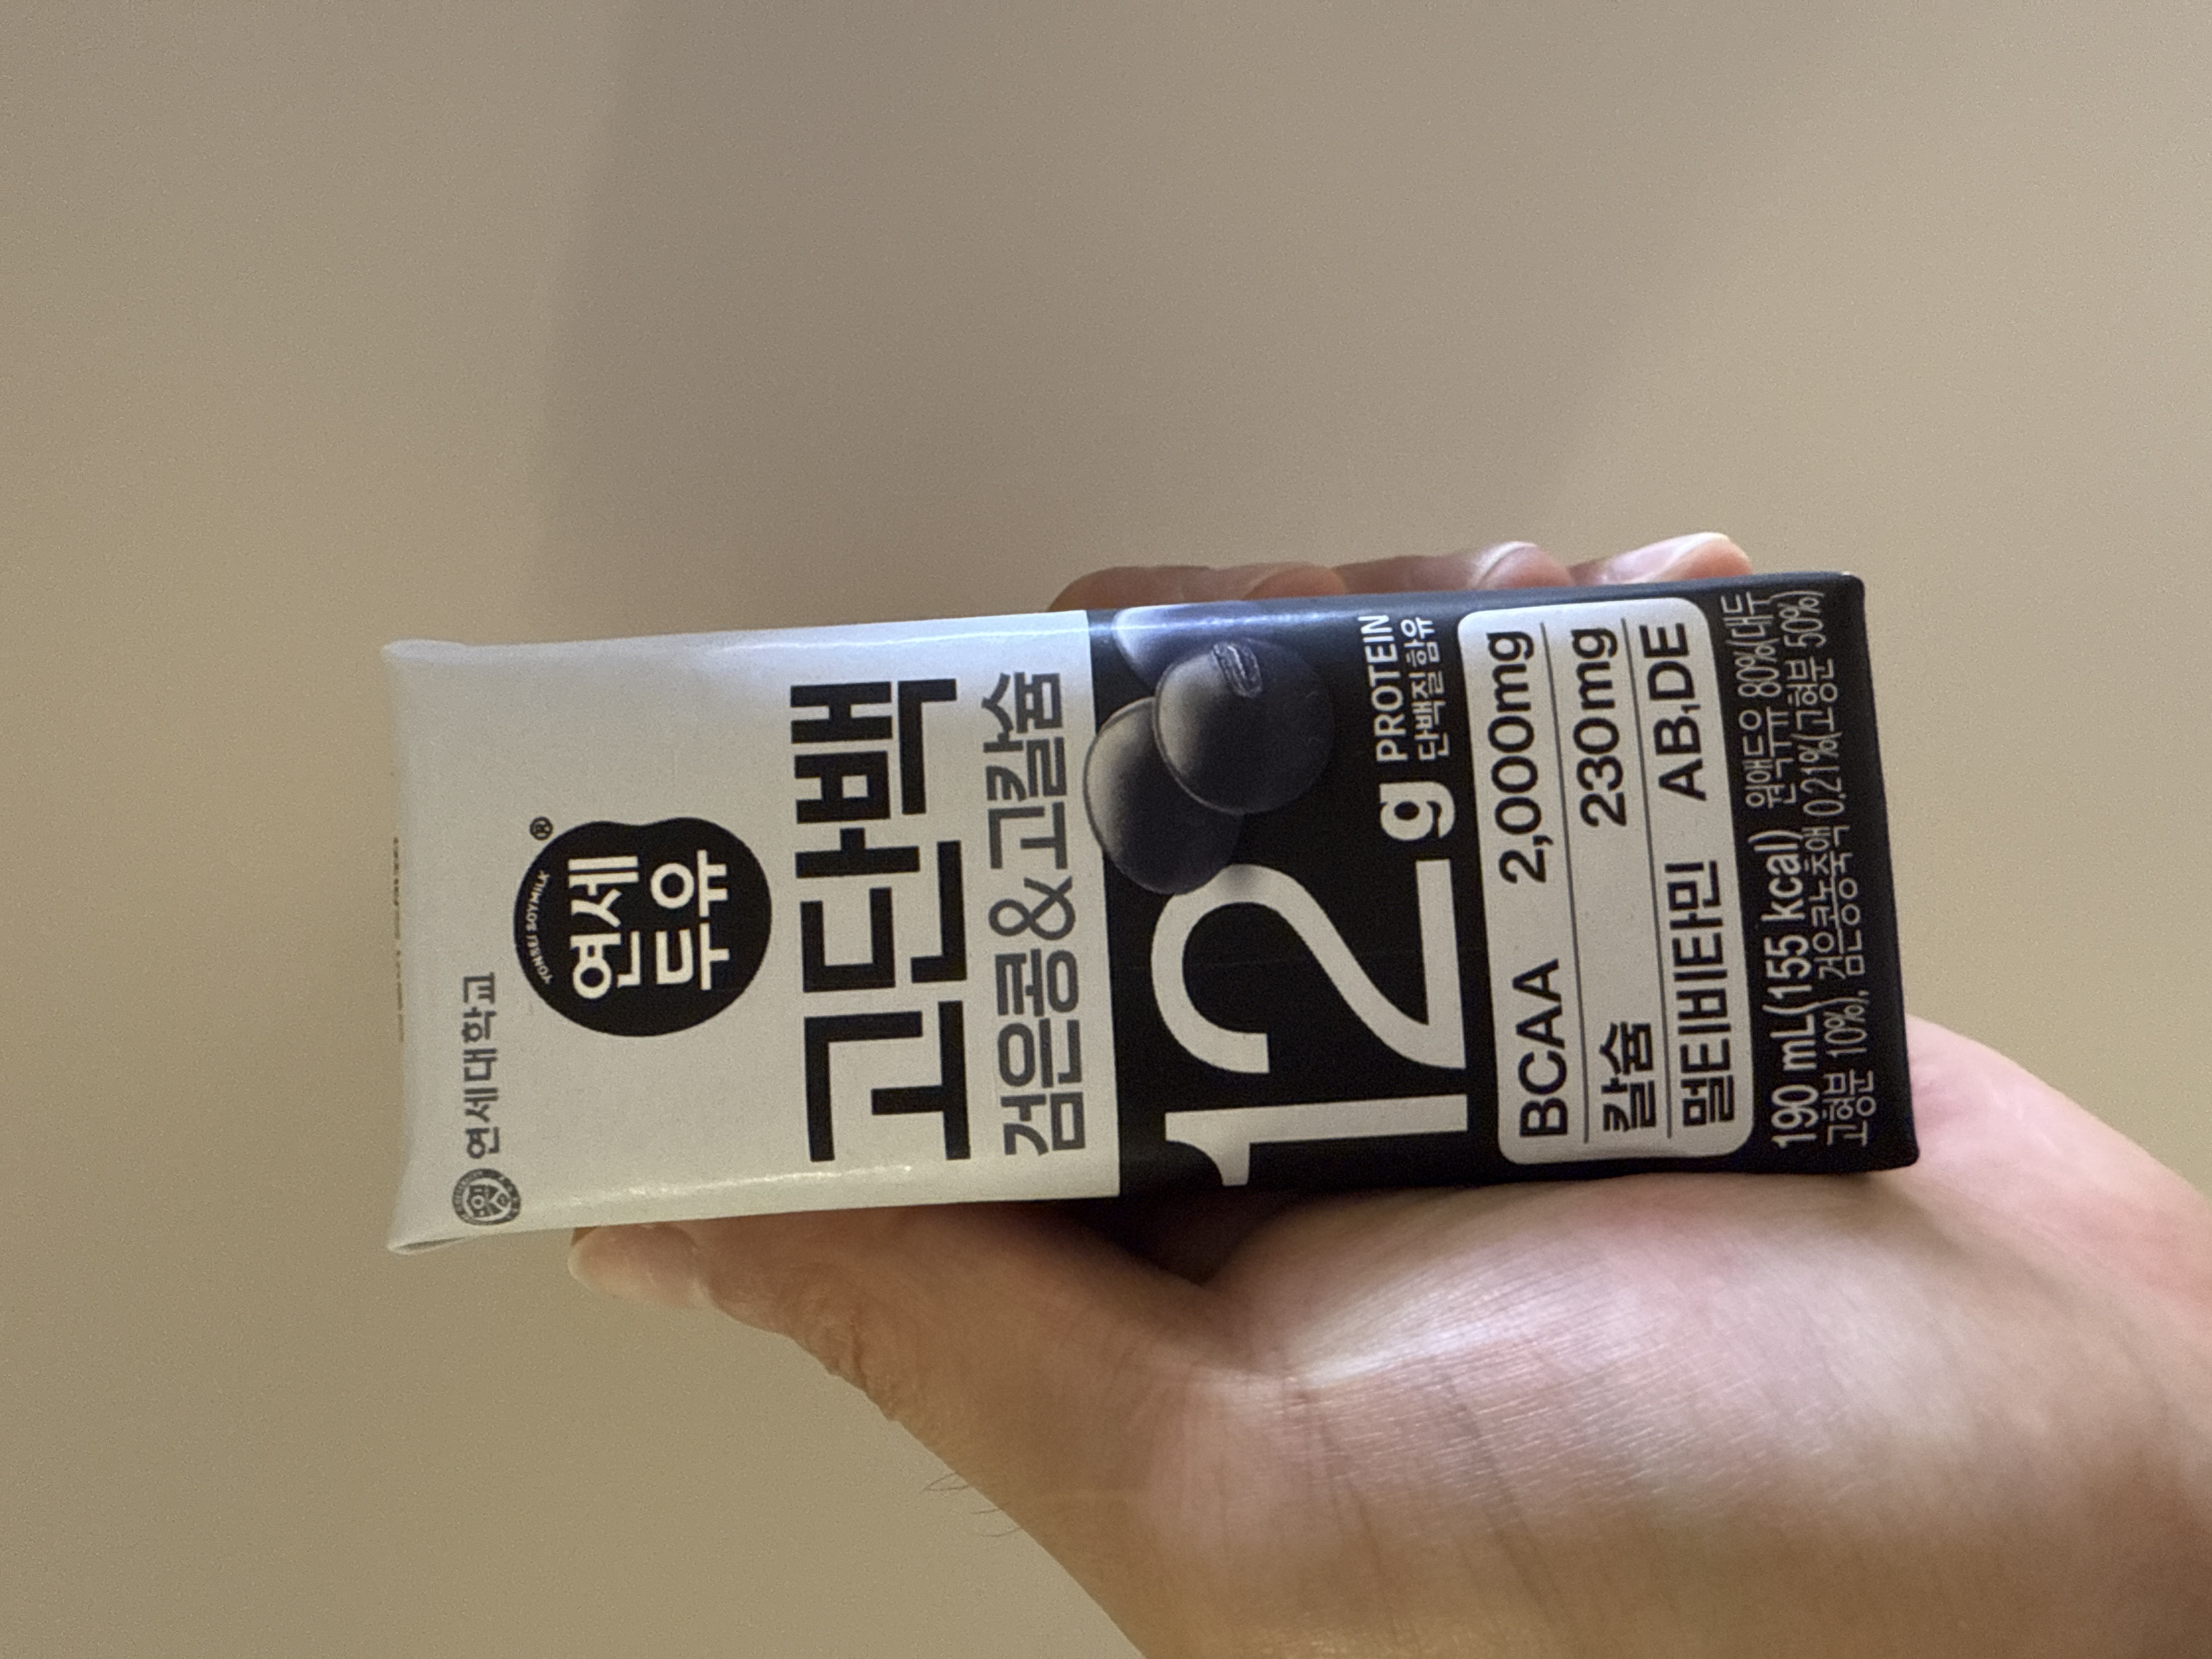 연세대학교
YONSEI SOYMILK
연세
두유
®
고단백
검은콩&고칼슘
12g PROTEIN
단백질 함유
BCAA 2,000mg
칼슘 230mg
멀티비타민 A,B₁,D,E
190 mL(155 kcal) 원액두유 80%(대두
고형분 10%), 검은콩농축액 0.21%(고형분 50%)